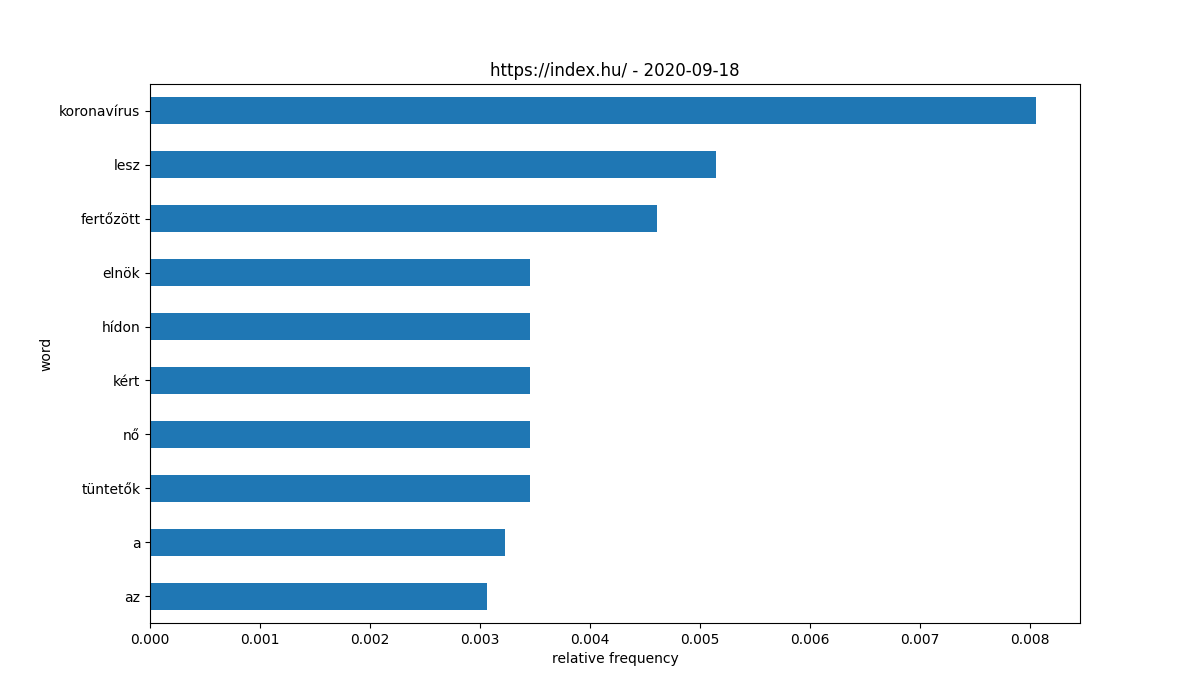 https://index.hu/ - 2020-09-18
koronavírus
lesz
fertőzött
elnök
hídon
kért
nő
tüntetők
a
az
word
0.000 0.001 0.002 0.003 0.004 0.005 0.006 0.007 0.008
relative frequency